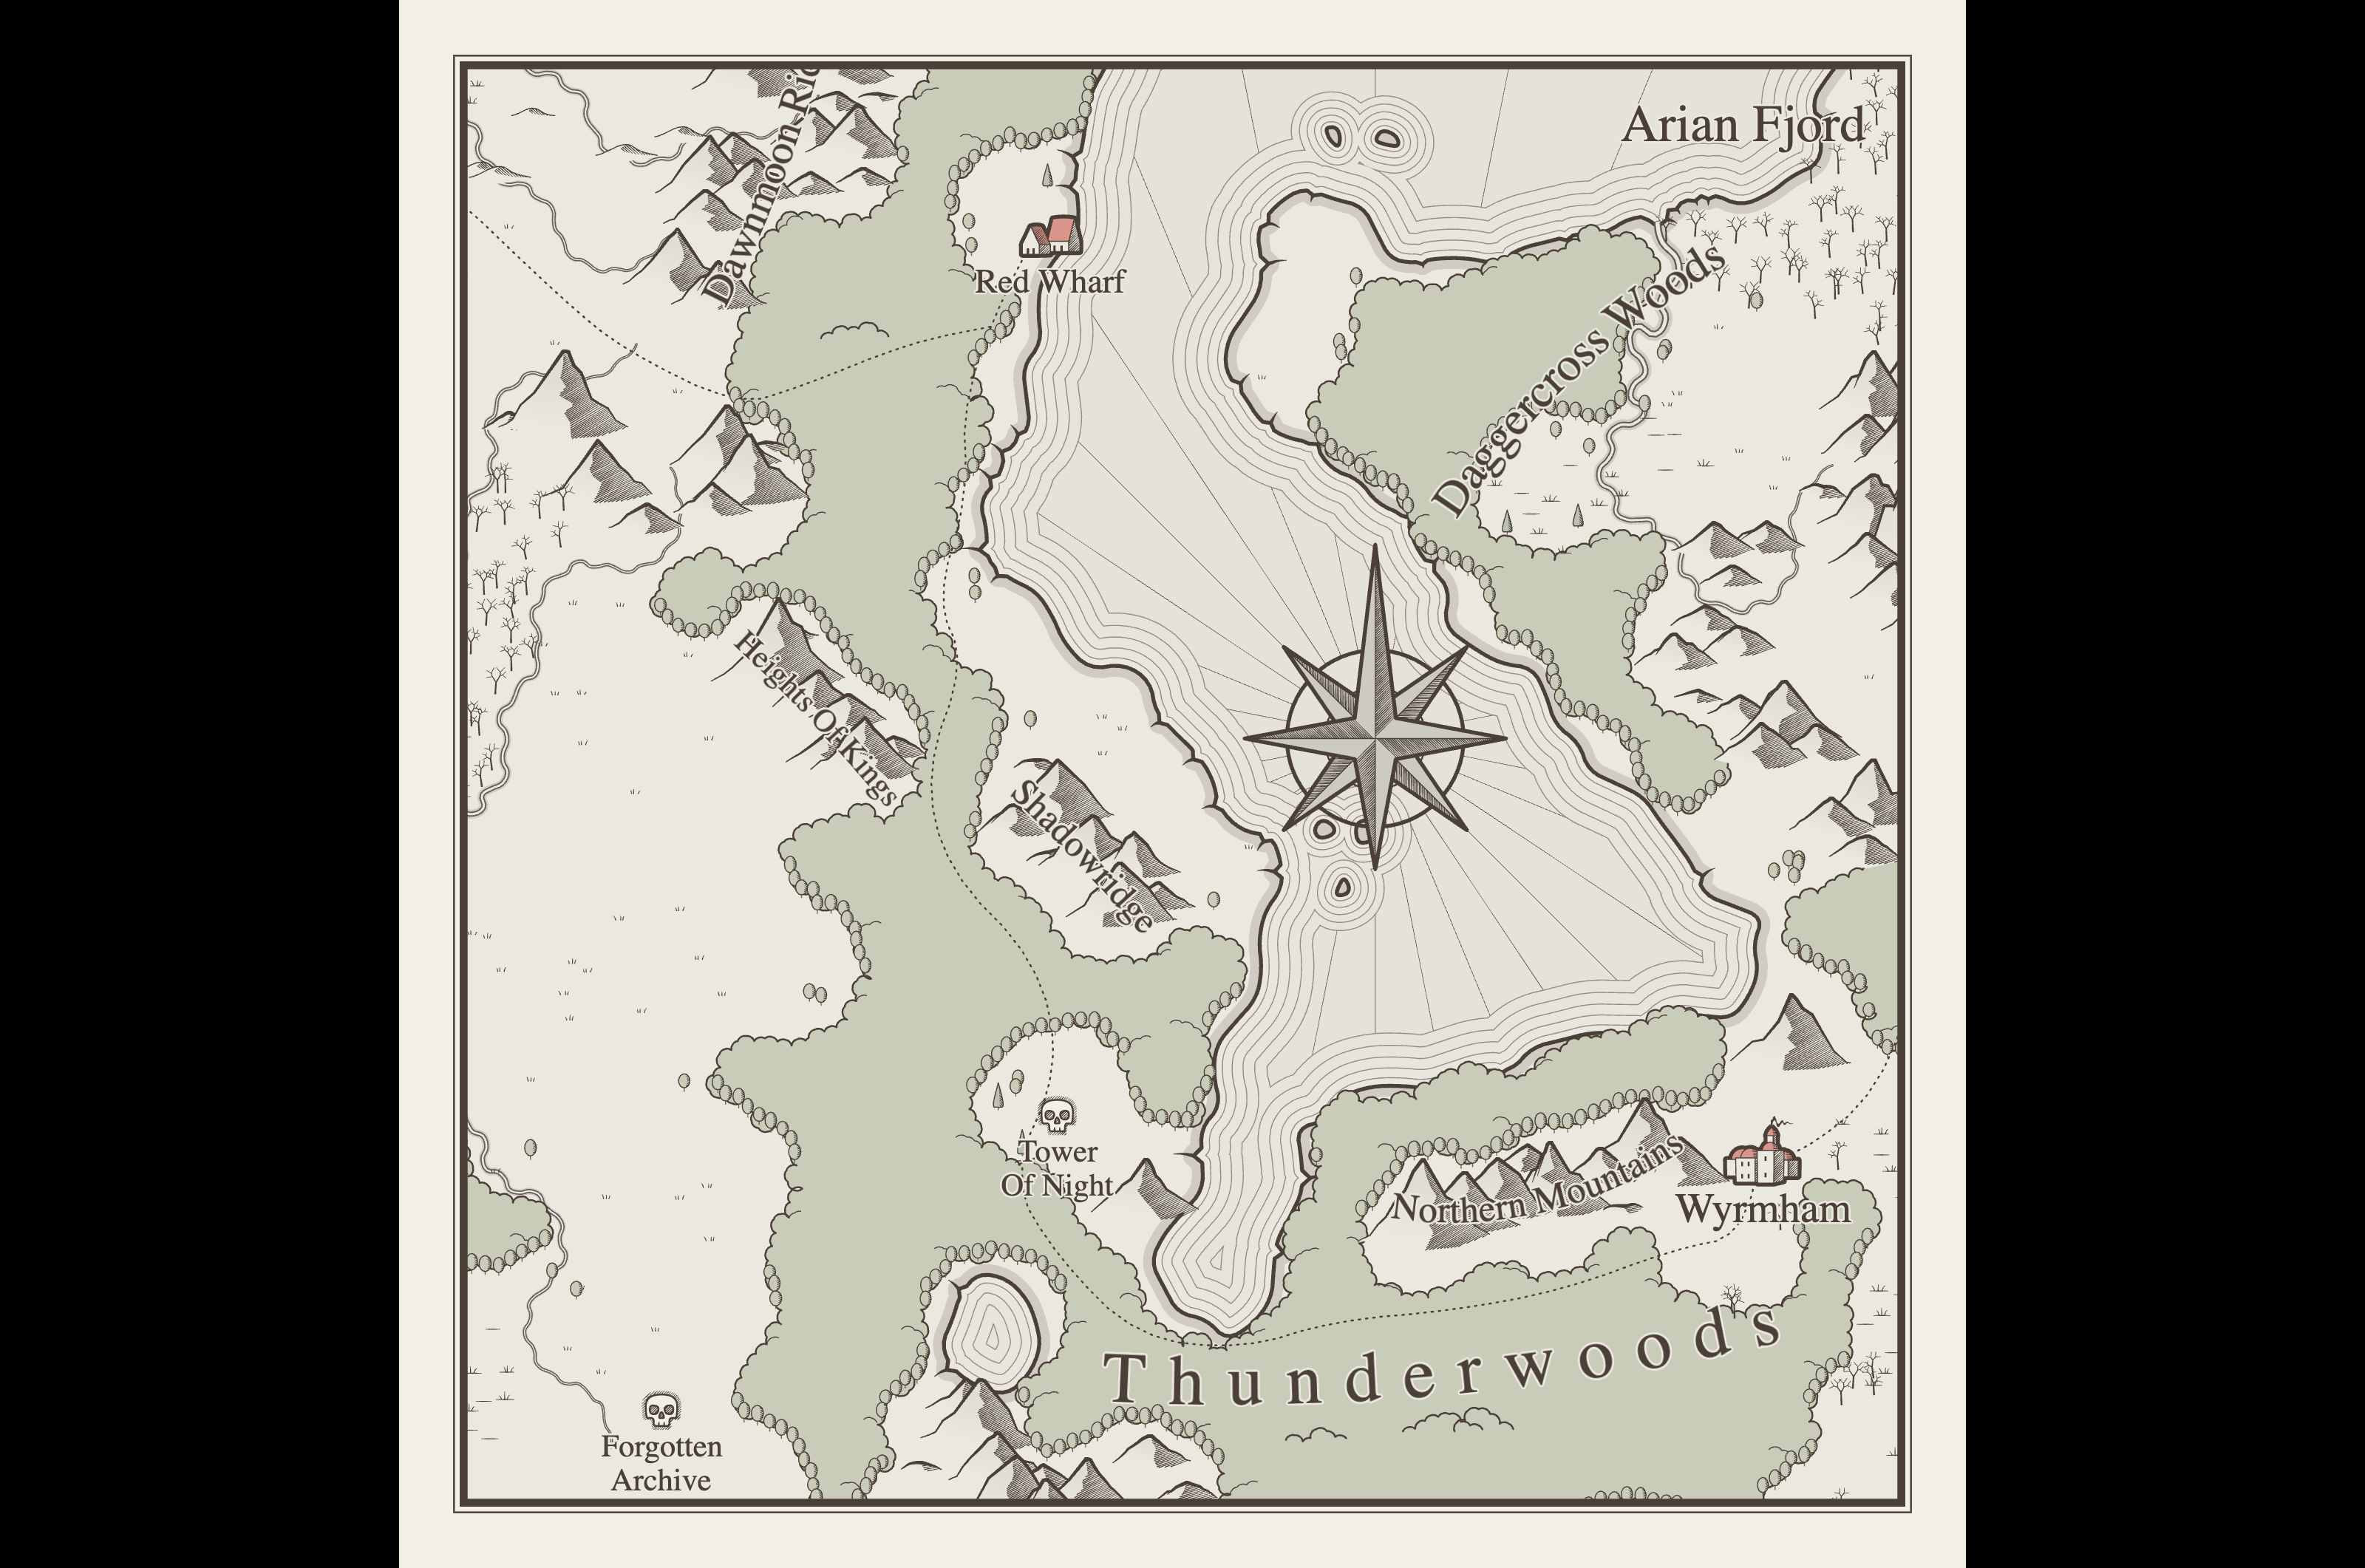 Arian Fjord
Dawnmoon
Red Wharf
Daggercross Woods
Heights Of Kings
Shadowridge
Tower
Of Night
Northern Mountains
Wyrmham
Thunderwoods
Forgotten
Archive